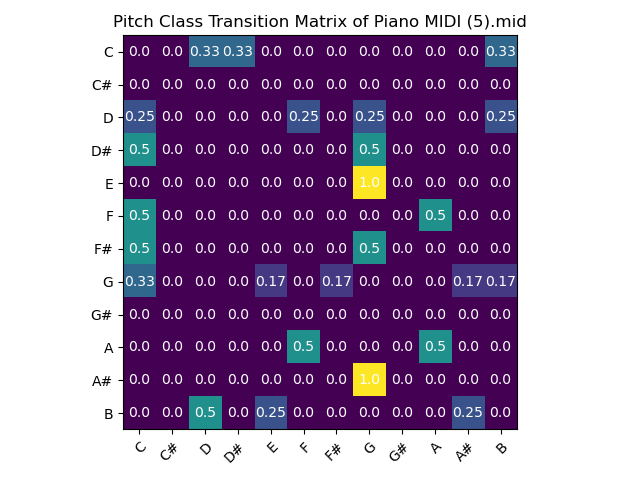 Pitch Class Transition Matrix of Piano MIDI (5).mid
C 0.0 0.0 0.33 0.33 0.0 0.0 0.0 0.0 0.0 0.0 0.0 0.33
C# 0.0 0.0 0.0 0.0 0.0 0.0 0.0 0.0 0.0 0.0 0.0 0.0
D 0.25 0.0 0.0 0.0 0.0 0.25 0.0 0.25 0.0 0.0 0.0 0.25
D# 0.5 0.0 0.0 0.0 0.0 0.0 0.0 0.5 0.0 0.0 0.0 0.0
E 0.0 0.0 0.0 0.0 0.0 0.0 0.0 1.0 0.0 0.0 0.0 0.0
F 0.5 0.0 0.0 0.0 0.0 0.0 0.0 0.0 0.0 0.5 0.0 0.0
F# 0.5 0.0 0.0 0.0 0.0 0.0 0.0 0.5 0.0 0.0 0.0 0.0
G 0.33 0.0 0.0 0.0 0.17 0.0 0.17 0.0 0.0 0.0 0.17 0.17
G# 0.0 0.0 0.0 0.0 0.0 0.0 0.0 0.0 0.0 0.0 0.0 0.0
A 0.0 0.0 0.0 0.0 0.0 0.5 0.0 0.0 0.0 0.5 0.0 0.0
A# 0.0 0.0 0.0 0.0 0.0 0.0 0.0 1.0 0.0 0.0 0.0 0.0
B 0.0 0.0 0.5 0.0 0.25 0.0 0.0 0.0 0.0 0.0 0.25 0.0
C C# D D# E F F# G G# A A# B